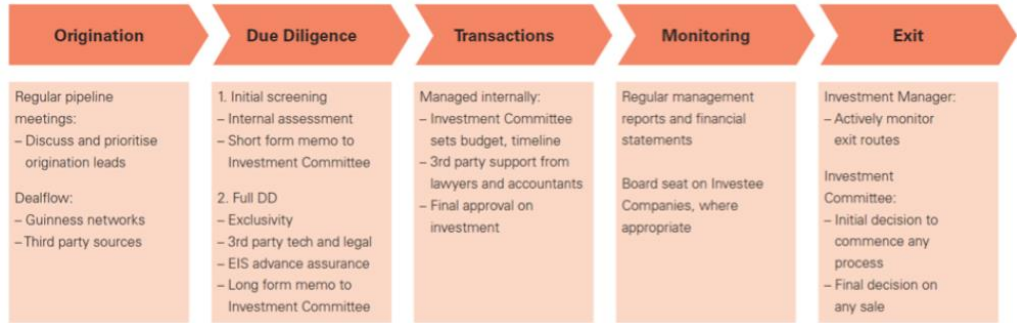 Origination
Due Diligence
Transactions
Monitoring
Exit
Regular pipeline
meetings:
– Discuss and prioritise
origination leads
Dealflow:
– Guinness networks
– Third party sources
1. Initial screening
– Internal assessment
– Short form memo to
Investment Committee
2. Full DD
– Exclusivity
– 3rd party tech and legal
– EIS advance assurance
– Long form memo to
Investment Committee
Managed internally:
– Investment Committee
sets budget, timeline
– 3rd party support from
lawyers and accountants
– Final approval on
investment
Regular management
reports and financial
statements
Board seat on Investee
Companies, where
appropriate
Investment Manager:
– Actively monitor
exit routes
Investment
Committee:
– Initial decision to
commence any
process
– Final decision on
any sale